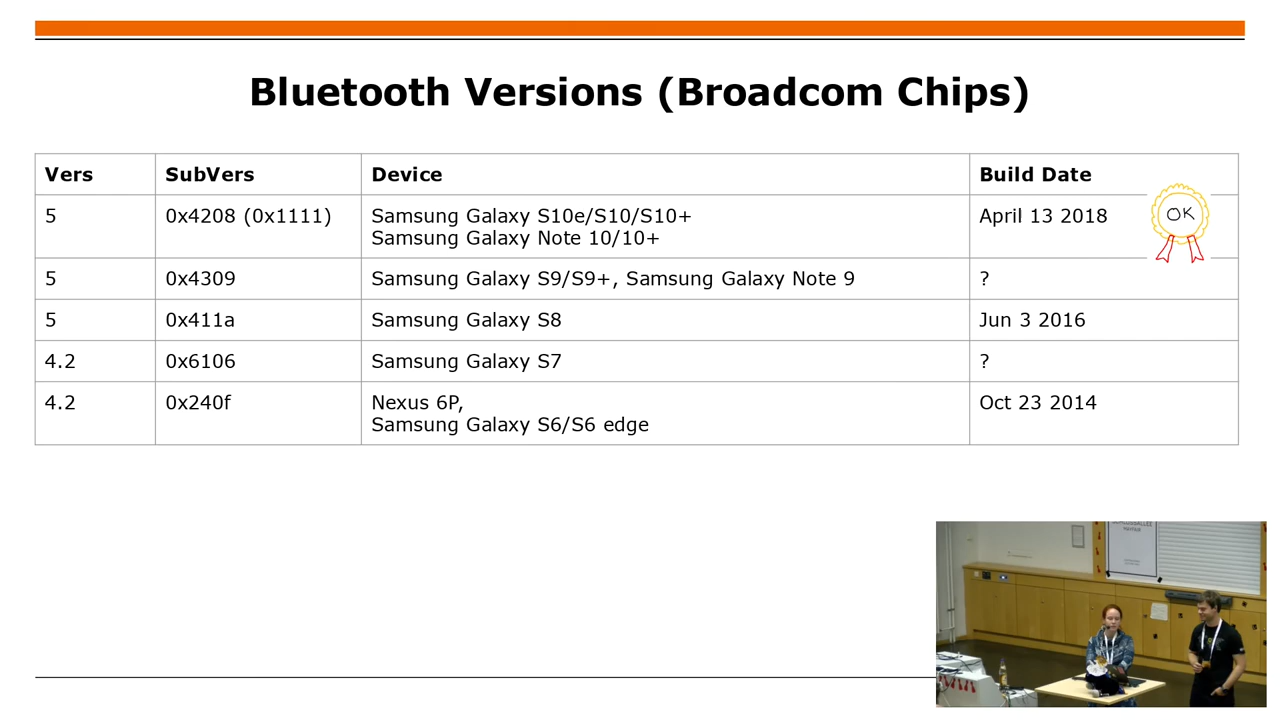 Bluetooth Versions (Broadcom Chips)
Vers SubVers Device Build Date
5 0x4208 (0x1111) Samsung Galaxy S10e/S10/S10+ April 13 2018 OK
Samsung Galaxy Note 10/10+
5 0x4309 Samsung Galaxy S9/S9+, Samsung Galaxy Note 9 ?
5 0x411a Samsung Galaxy S8 Jun 3 2016
4.2 0x6106 Samsung Galaxy S7 ?
4.2 0x240f Nexus 6P, Oct 23 2014
Samsung Galaxy S6/S6 edge